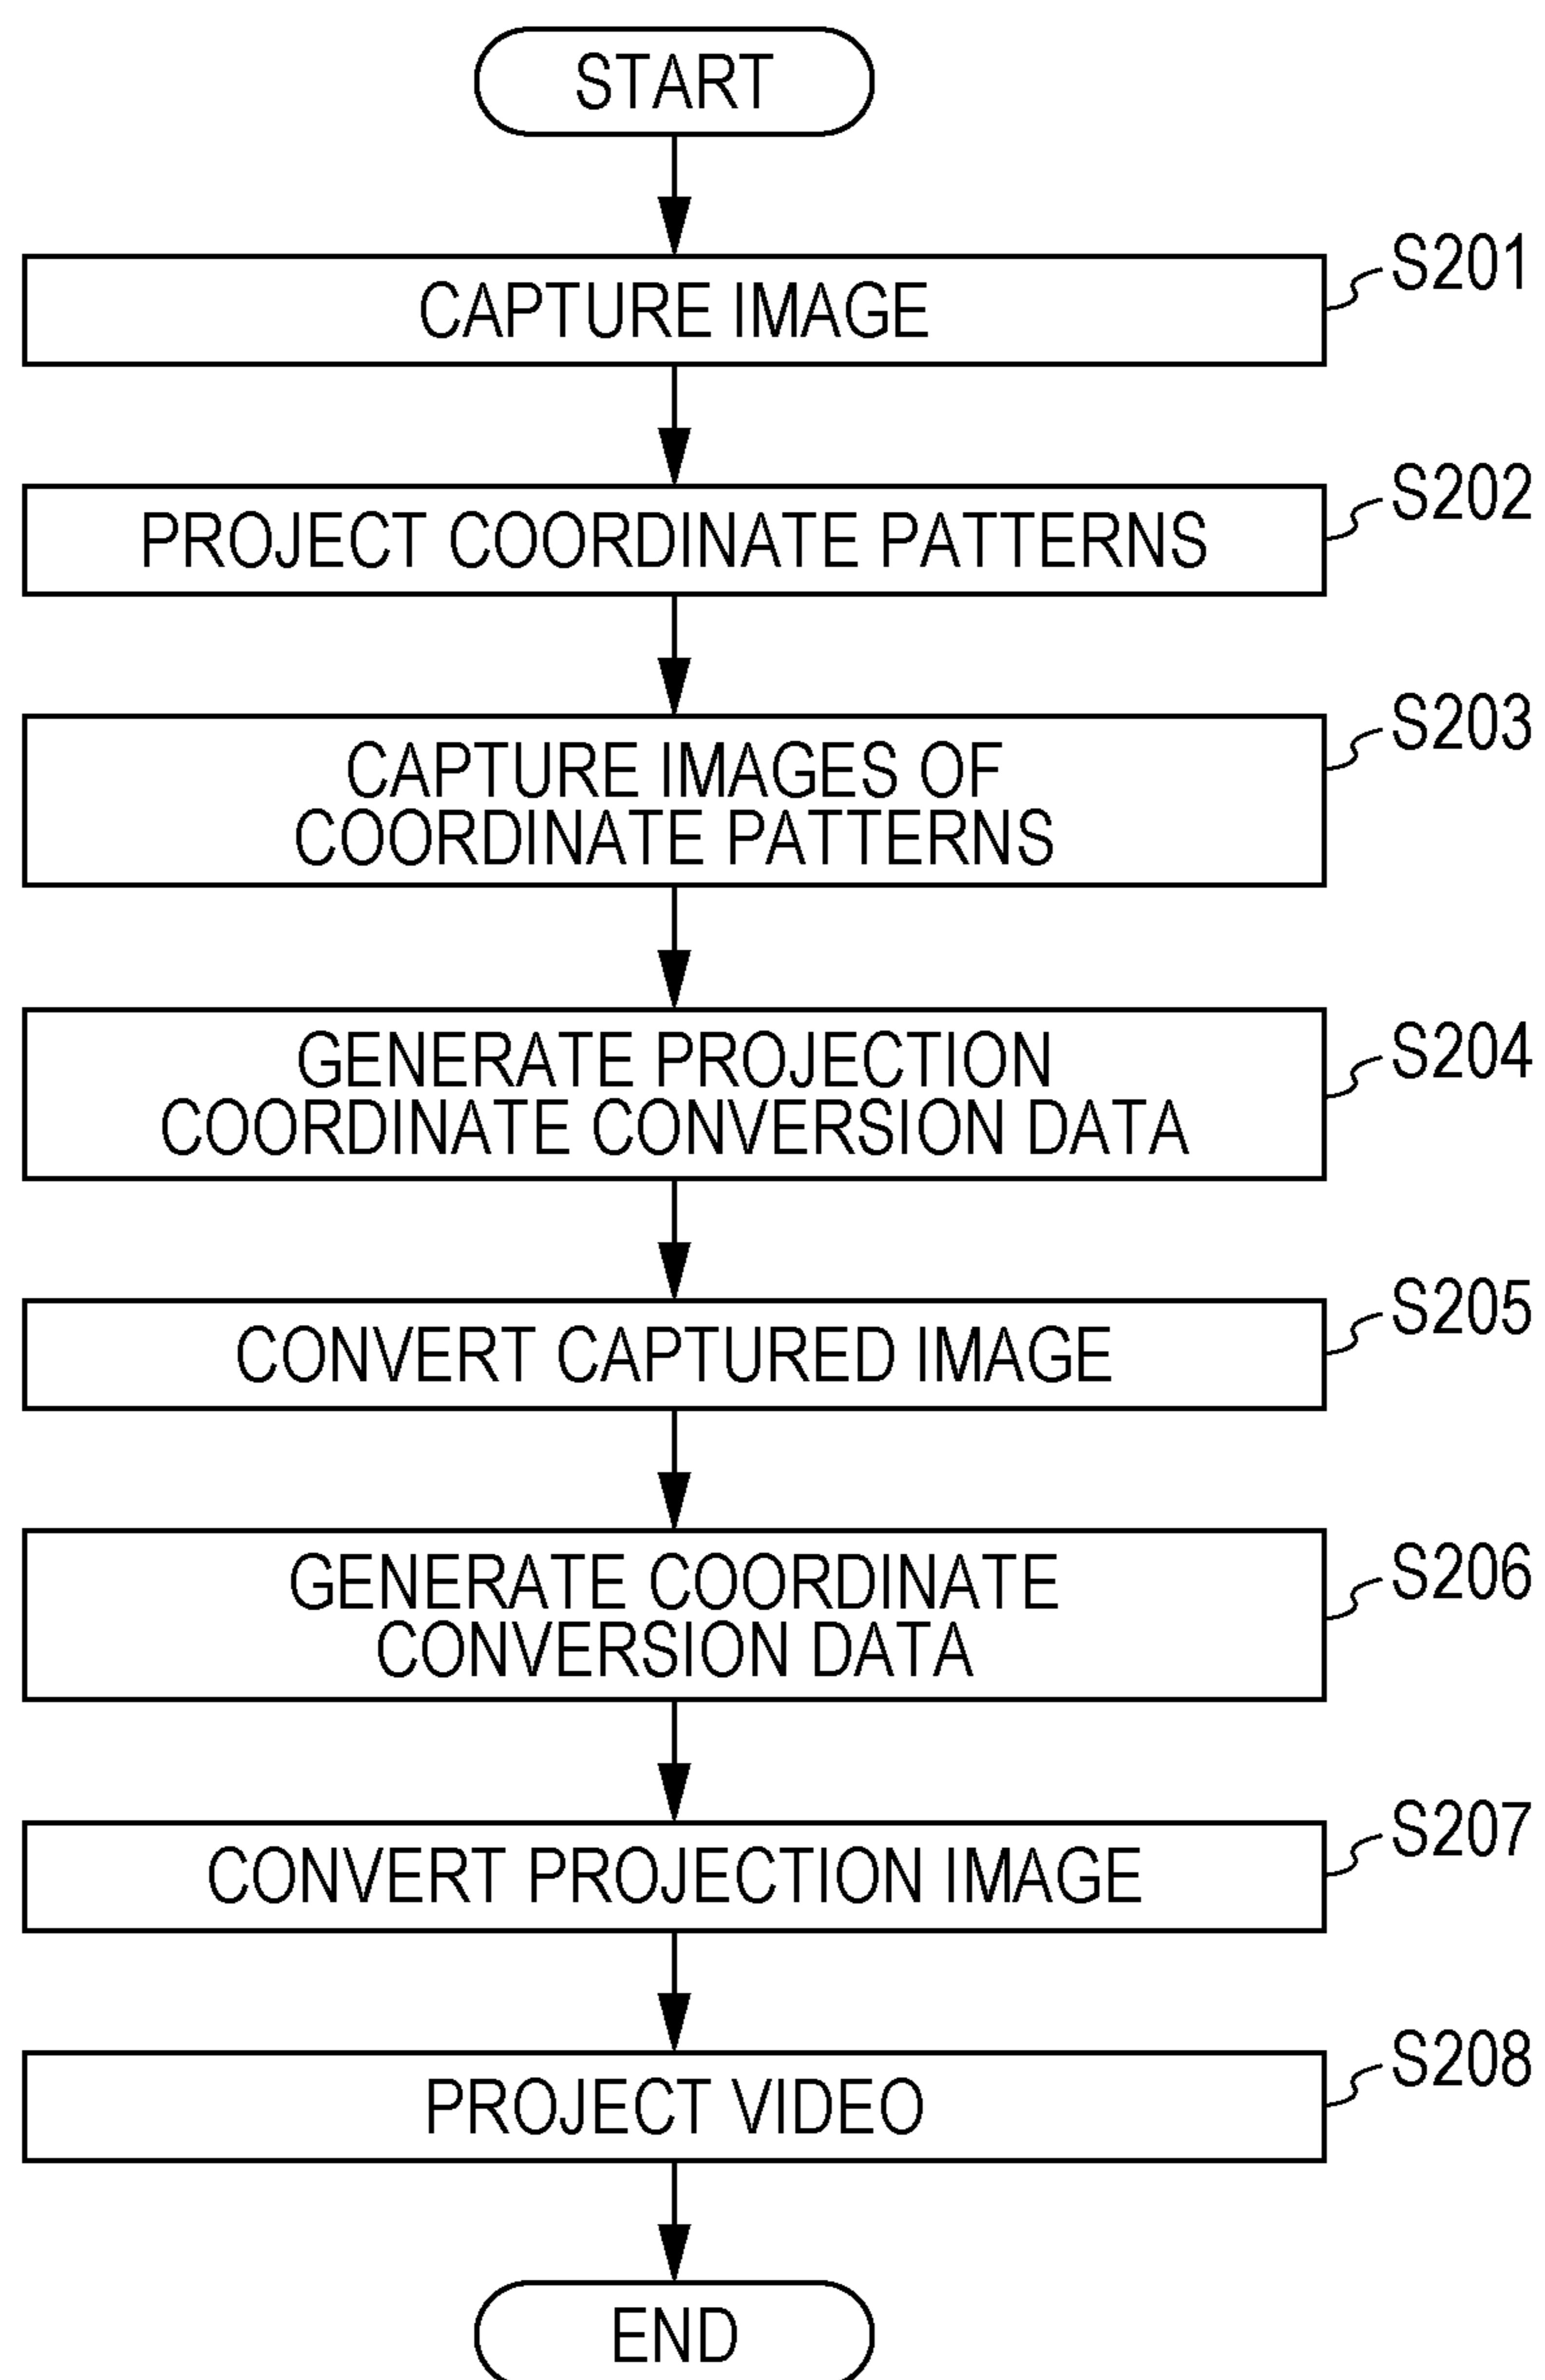 START
CAPTURE IMAGE
S201
PROJECT COORDINATE PATTERNS
S202
CAPTURE IMAGES OF
COORDINATE PATTERNS
S203
GENERATE PROJECTION
COORDINATE CONVERSION DATA
S204
CONVERT CAPTURED IMAGE
S205
GENERATE COORDINATE
CONVERSION DATA
S206
CONVERT PROJECTION IMAGE
S207
PROJECT VIDEO
S208
END